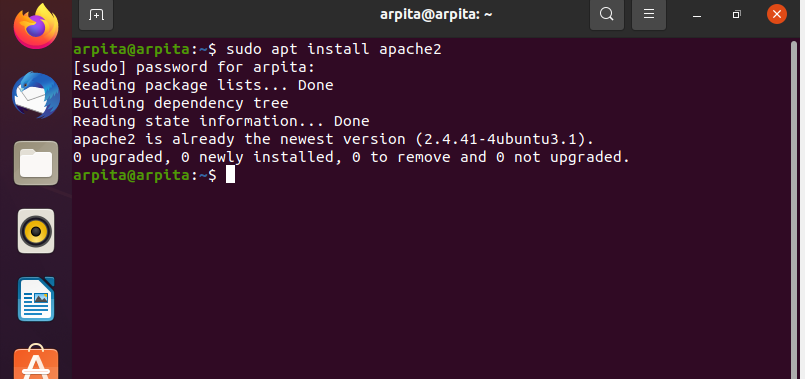 arpita@arpita: ~
arpita@arpita:~$ sudo apt install apache2
[sudo] password for arpita:
Reading package lists... Done
Building dependency tree
Reading state information... Done
apache2 is already the newest version (2.4.41-4ubuntu3.1).
0 upgraded, 0 newly installed, 0 to remove and 0 not upgraded.
arpita@arpita:~$